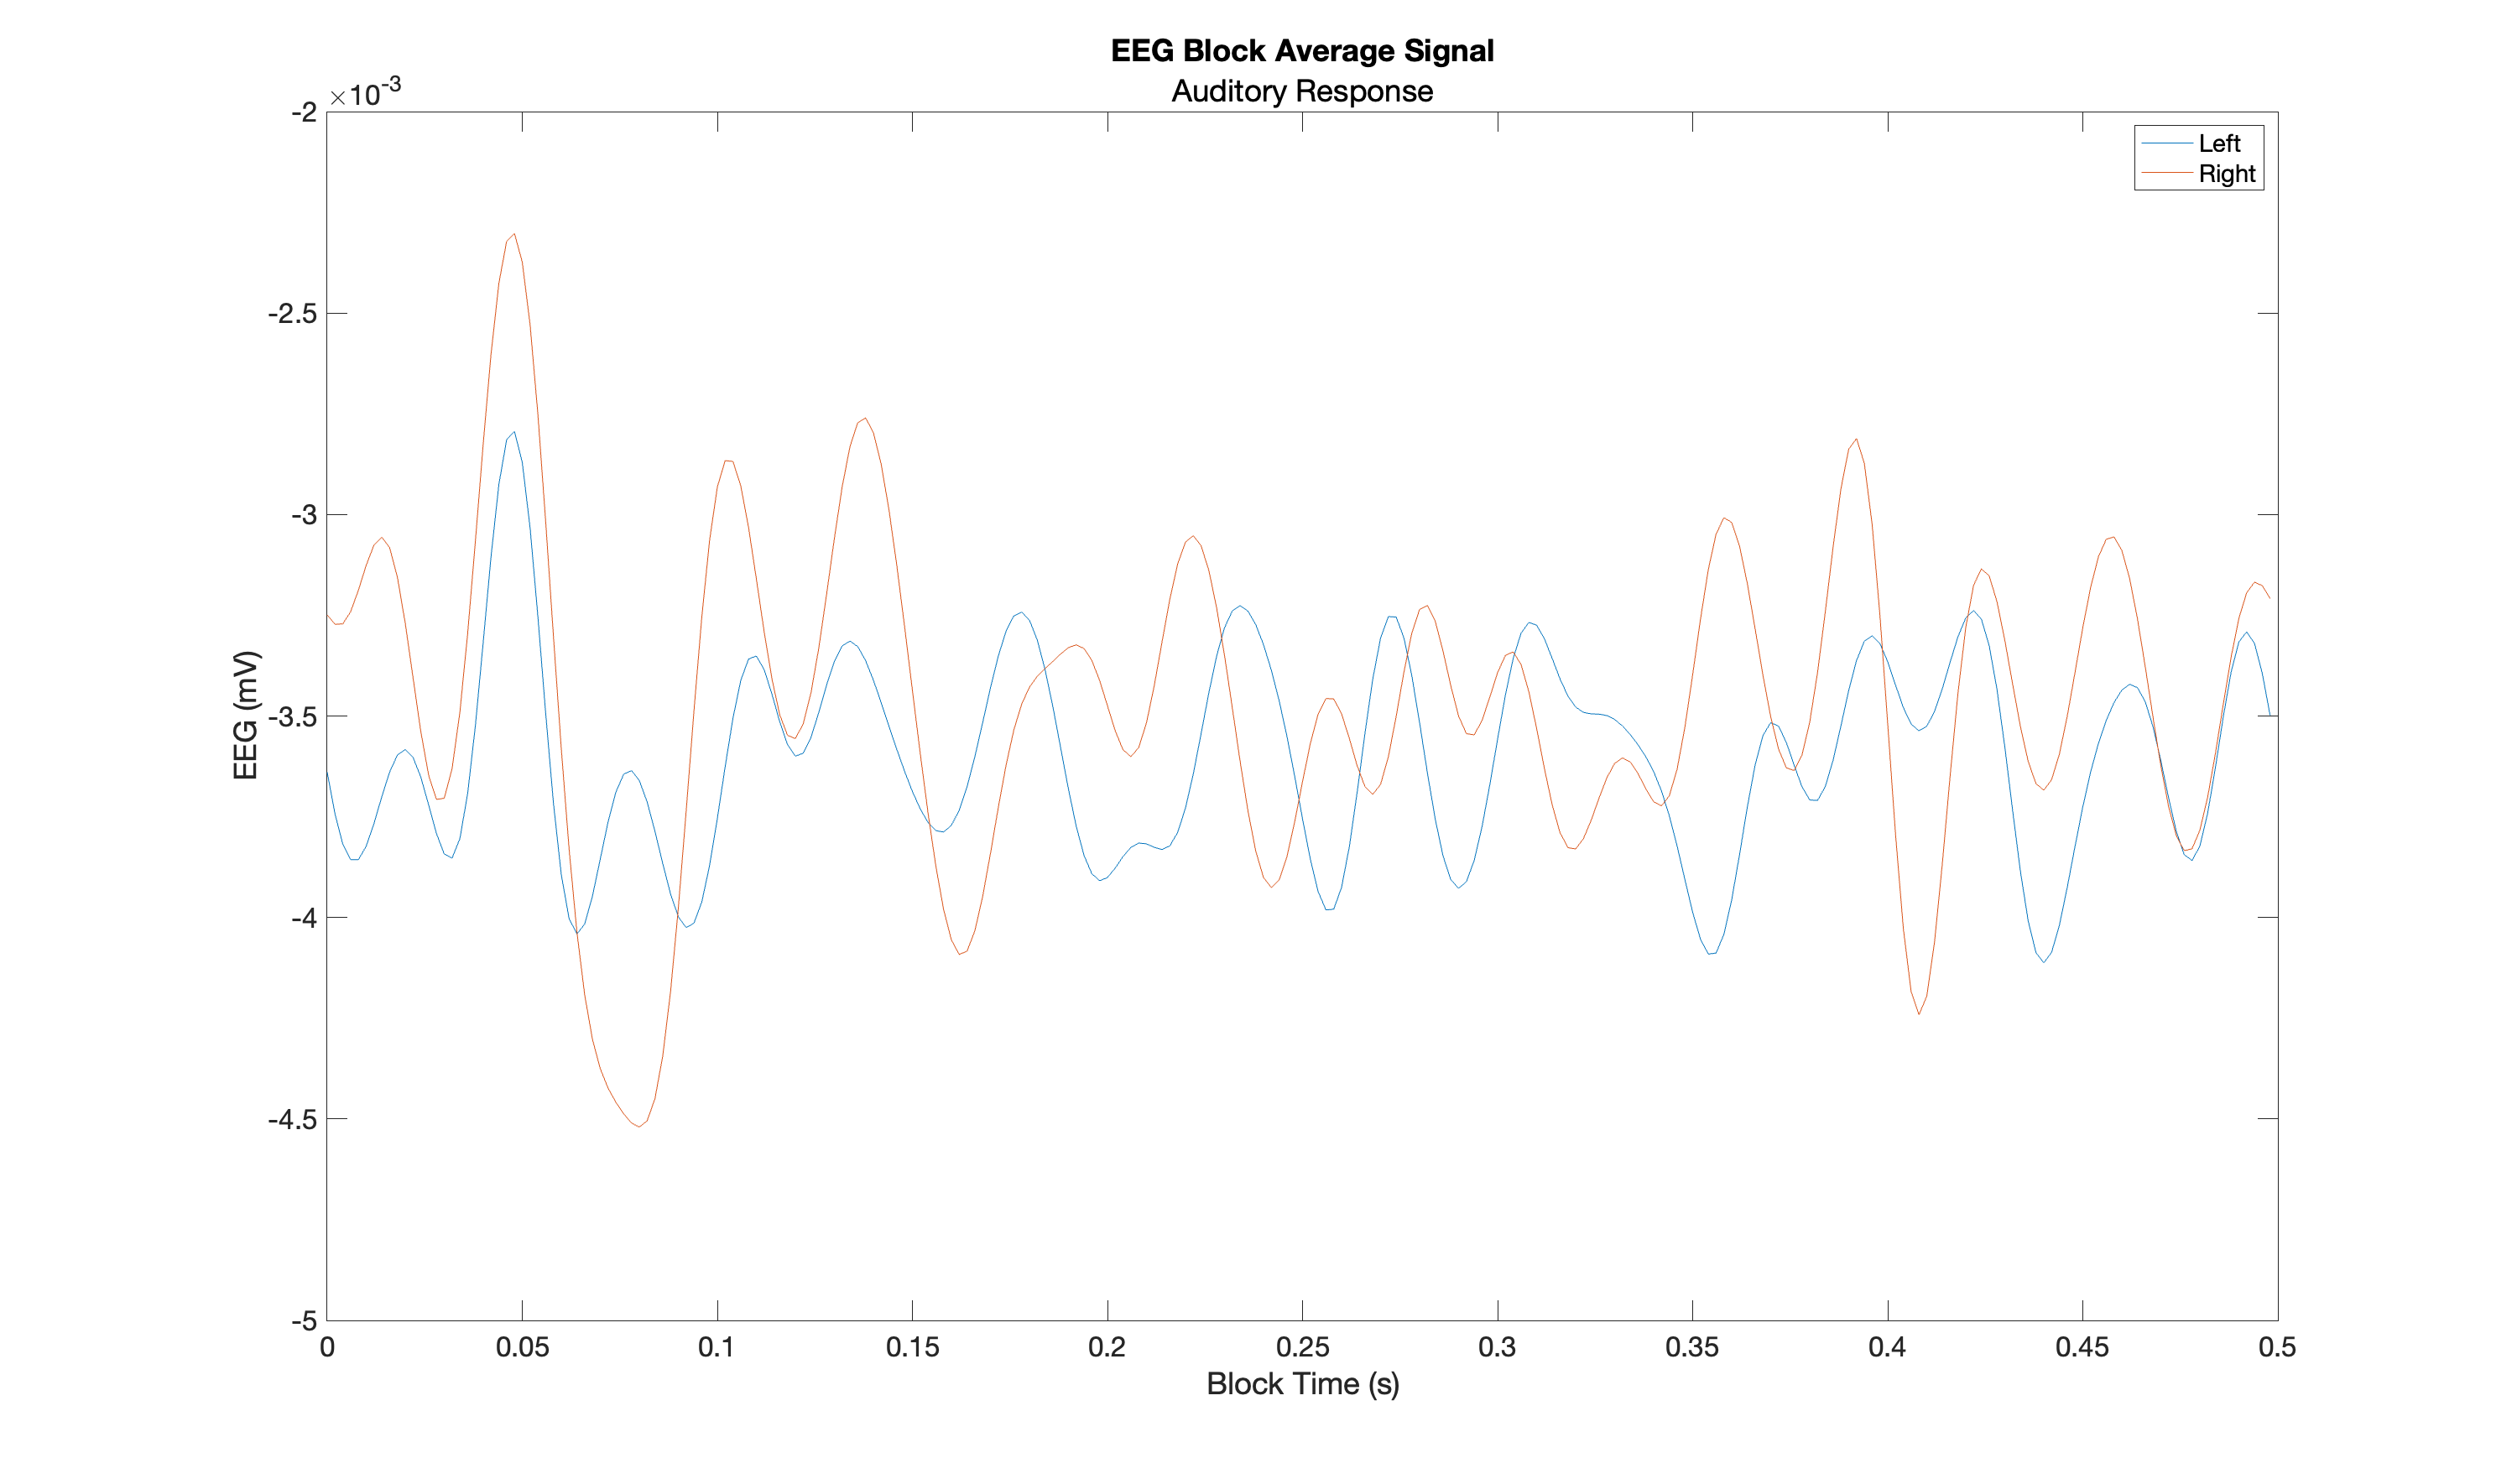 EEG Block Average Signal
Auditory Response
×10-3
-2
-2.5
-3
-3.5
-4
-4.5
-5
EEG (mV)
Left
Right
0 0.05 0.1 0.15 0.2 0.25 0.3 0.35 0.4 0.45 0.5
Block Time (s)